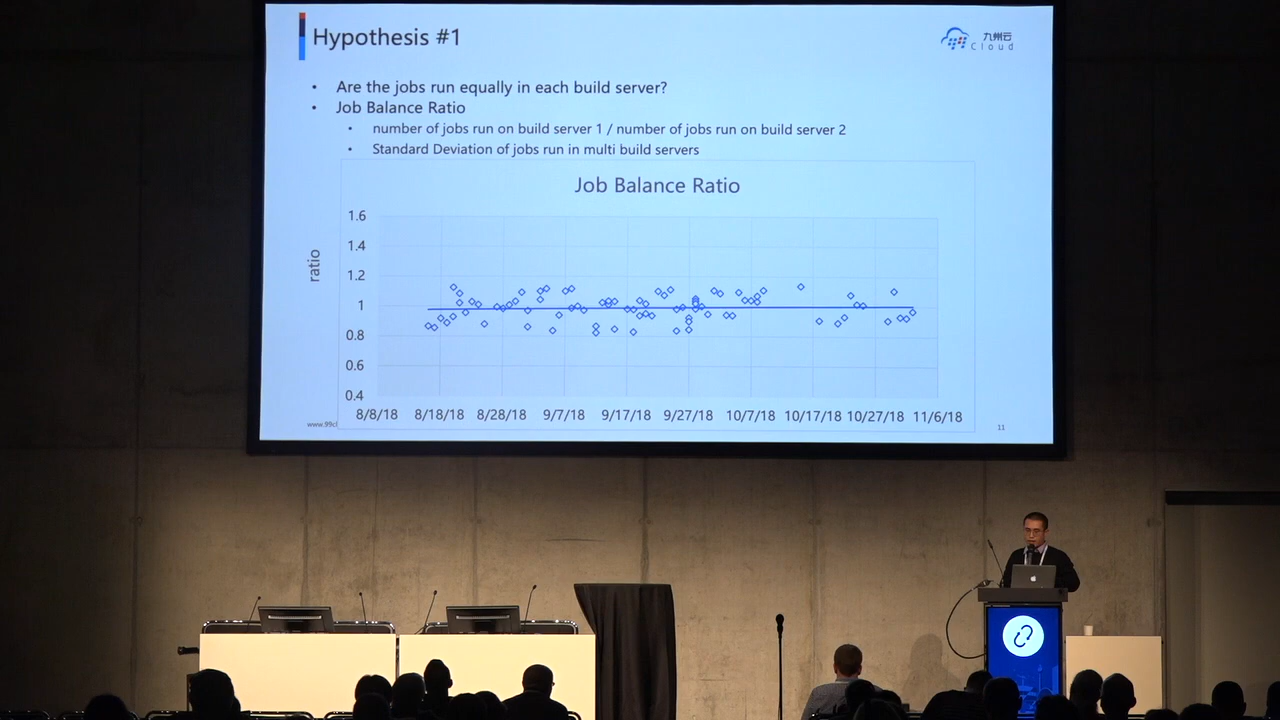 Hypothesis #1
九州云
Cloud
• Are the jobs run equally in each build server?
• Job Balance Ratio
• number of jobs run on build server 1 / number of jobs run on build server 2
• Standard Deviation of jobs run in multi build servers
Job Balance Ratio
ratio
1.6
1.4
1.2
1
0.8
0.6
0.4
8/8/18 8/18/18 8/28/18 9/7/18 9/17/18 9/27/18 10/7/18 10/17/18 10/27/18 11/6/18
www.99cl
11